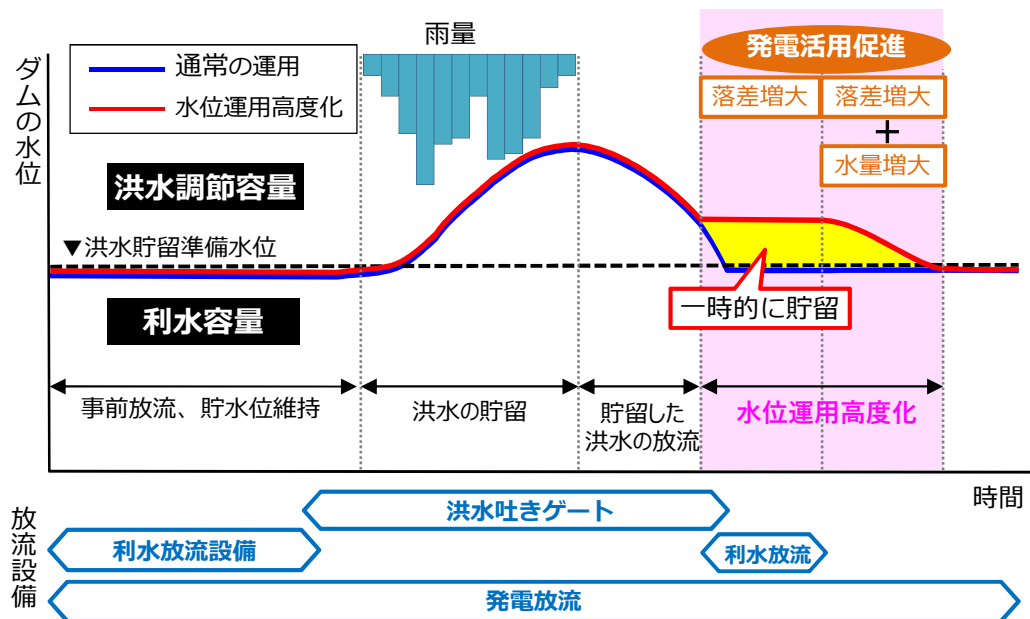 雨量
ダムの水位
通常の運用
水位運用高度化
発電活用促進
落差増大
落差増大
+
水量増大
洪水調節容量
▼洪水貯留準備水位
利水容量
一時的に貯留
事前放流、貯水位維持
洪水の貯留
貯留した
洪水の放流
水位運用高度化
時間
放流設備
洪水吐きゲート
利水放流設備
利水放流
発電放流